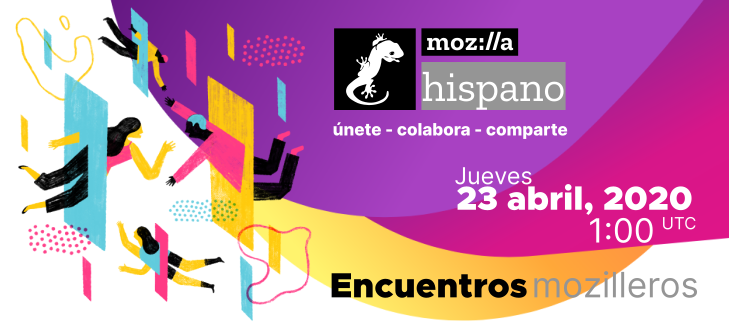 moz://a
hispano
únete - colabora - comparte
Jueves
23 abril, 2020
1:00 UTC
Encuentros mozilleros